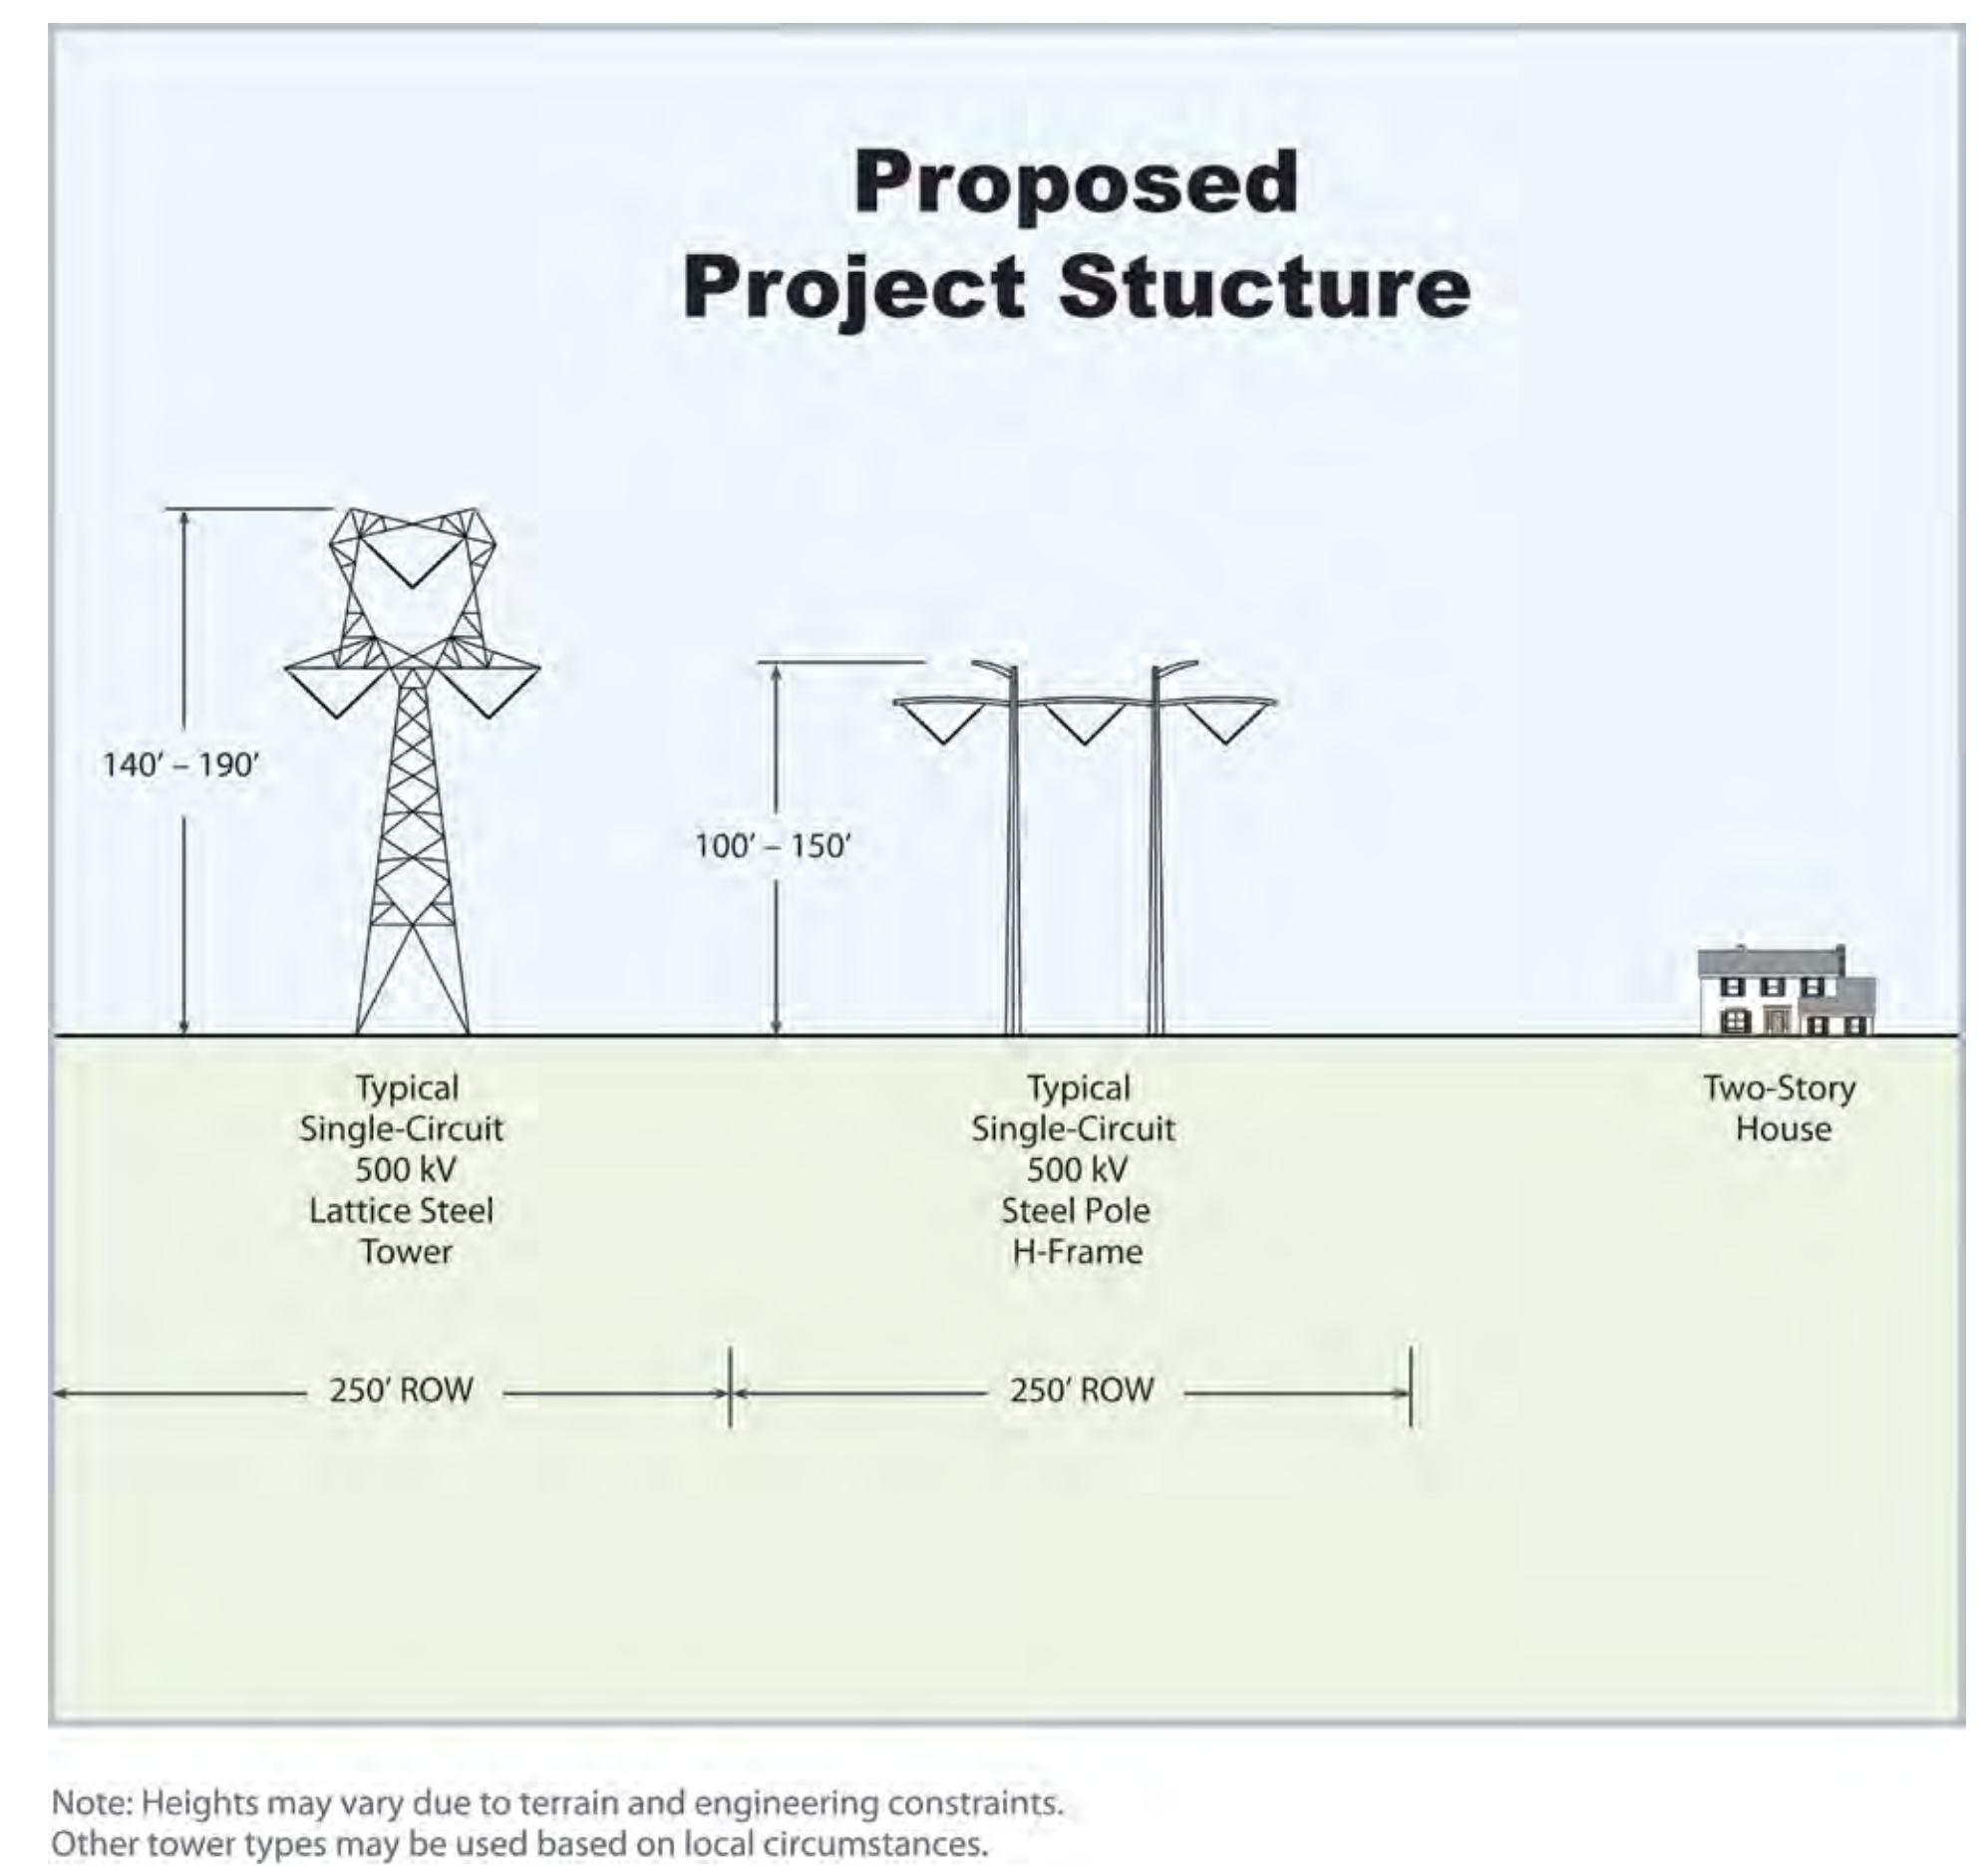 Proposed
Project Stucture
140’ – 190’
100’ – 150’
Typical
Single-Circuit
500 kV
Lattice Steel
Tower
Typical
Single-Circuit
500 kV
Steel Pole
H-Frame
Two-Story
House
250’ ROW
250’ ROW
Note: Heights may vary due to terrain and engineering constraints.
Other tower types may be used based on local circumstances.